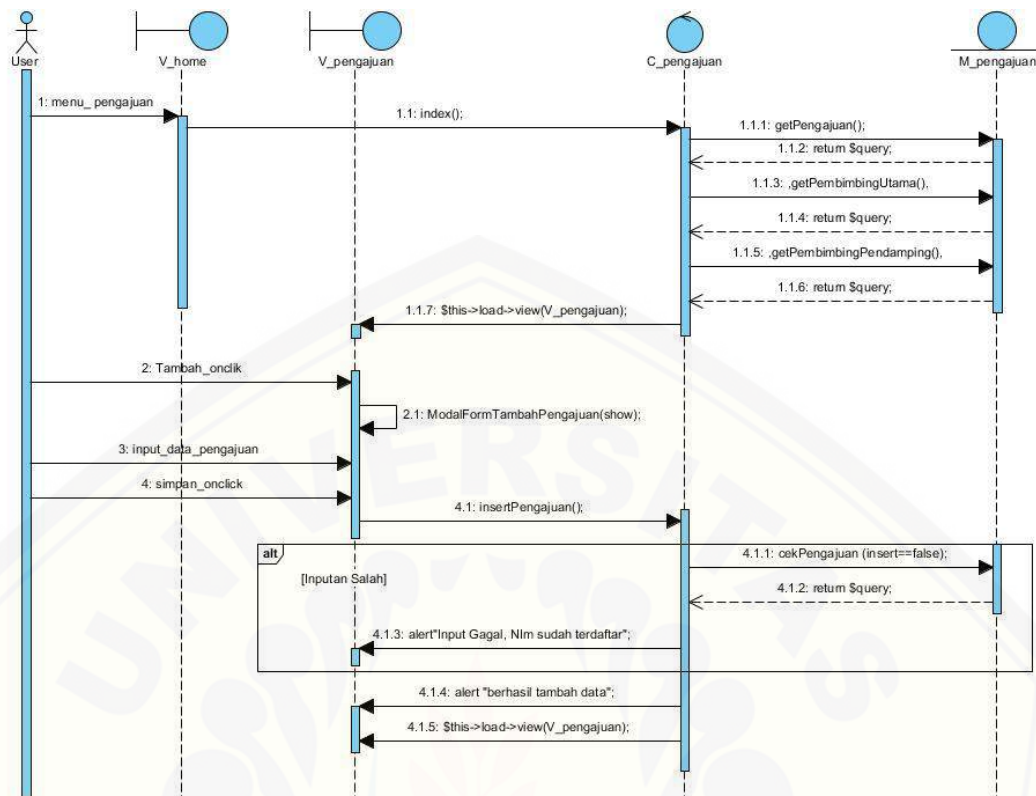 User
V_home
V_pengajuan
C_pengajuan
M_pengajuan
1: menu_ pengajuan
1.1: index();
1.1.1: getPengajuan();
1.1.2: return $query;
1.1.3: ,getPembimbingUtama(),
1.1.4: return $query;
1.1.5: ,getPembimbingPendamping(),
1.1.6: return $query;
1.1.7: $this->load->view(V_pengajuan);
2: Tambah_onclik
2.1: ModalFormTambahPengajuan(show);
3: input_data_pengajuan
4: simpan_onclick
4.1: insertPengajuan();
alt
4.1.1: cekPengajuan (insert==false);
[Inputan Salah]
4.1.2: return $query;
4.1.3: alert"Input Gagal, NIm sudah terdaftar";
4.1.4: alert "berhasil tambah data";
4.1.5: $this->load->view(V_pengajuan);
UNIVERSITAS